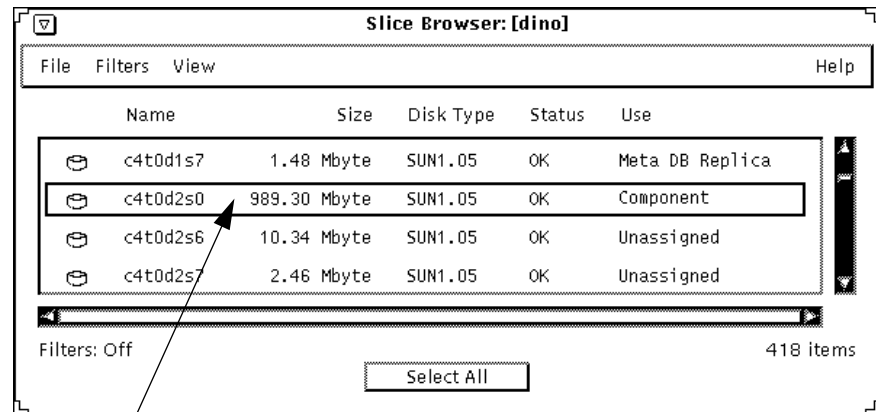 Slice Browser: [dino]
File Filters View Help
Name Size Disk Type Status Use
c4t0d1s7 1.48 Mbyte SUN1.05 OK Meta DB Replica
c4t0d2s0 989.30 Mbyte SUN1.05 OK Component
c4t0d2s6 10.34 Mbyte SUN1.05 OK Unassigned
c4t0d2s7 2.46 Mbyte SUN1.05 OK Unassigned
Filters: Off 418 items
Select All